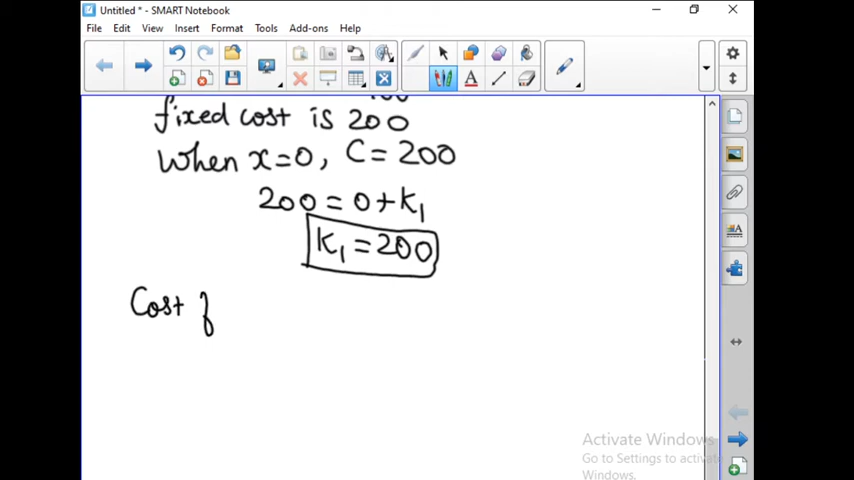 Untitled * - SMART Notebook
File Edit View Insert Format Tools Add-ons Help
fixed cost is 200
When x=0, C = 200
200 = 0+K₁
K₁ = 200
Cost f
Activate Windows
Go to Settings to activate
Windows.